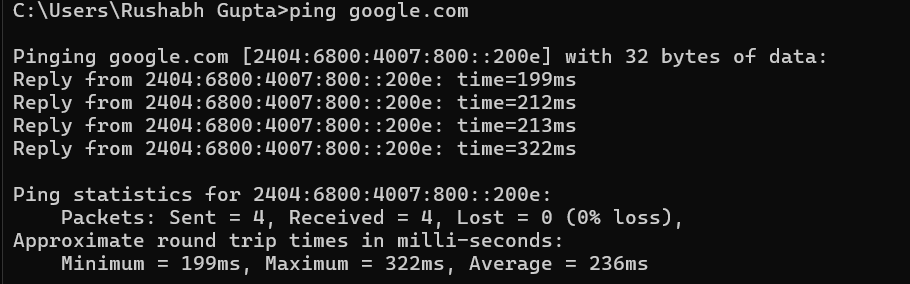 C:\Users\Rushabh Gupta>ping google.com
Pinging google.com [2404:6800:4007:800::200e] with 32 bytes of data:
Reply from 2404:6800:4007:800::200e: time=199ms
Reply from 2404:6800:4007:800::200e: time=212ms
Reply from 2404:6800:4007:800::200e: time=213ms
Reply from 2404:6800:4007:800::200e: time=322ms
Ping statistics for 2404:6800:4007:800::200e:
    Packets: Sent = 4, Received = 4, Lost = 0 (0% loss),
Approximate round trip times in milli-seconds:
    Minimum = 199ms, Maximum = 322ms, Average = 236ms